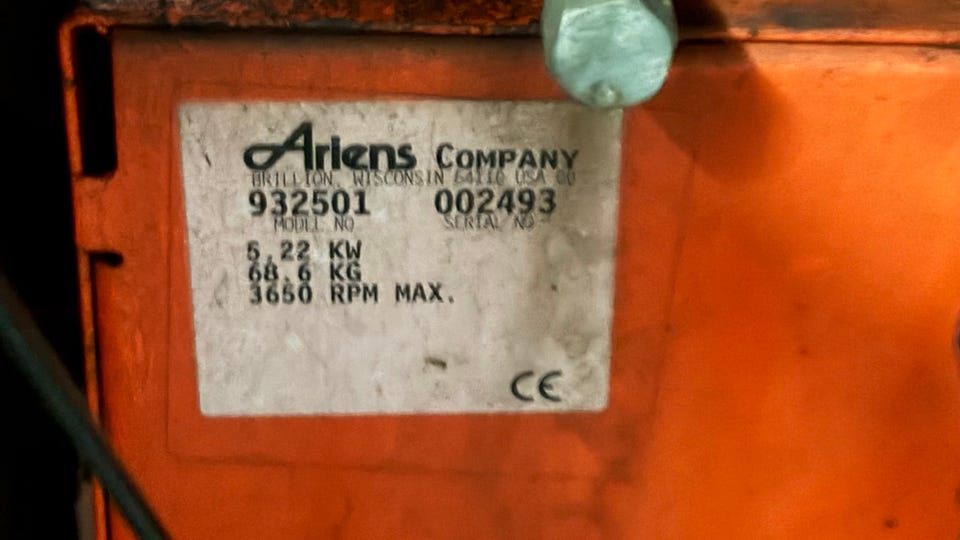 Ariens COMPANY
BRILLION, WISCONSIN 54110 USA
932501 002493
MODEL NO SERIAL NO
5,22 KW
68.6 KG
3650 RPM MAX.
CE